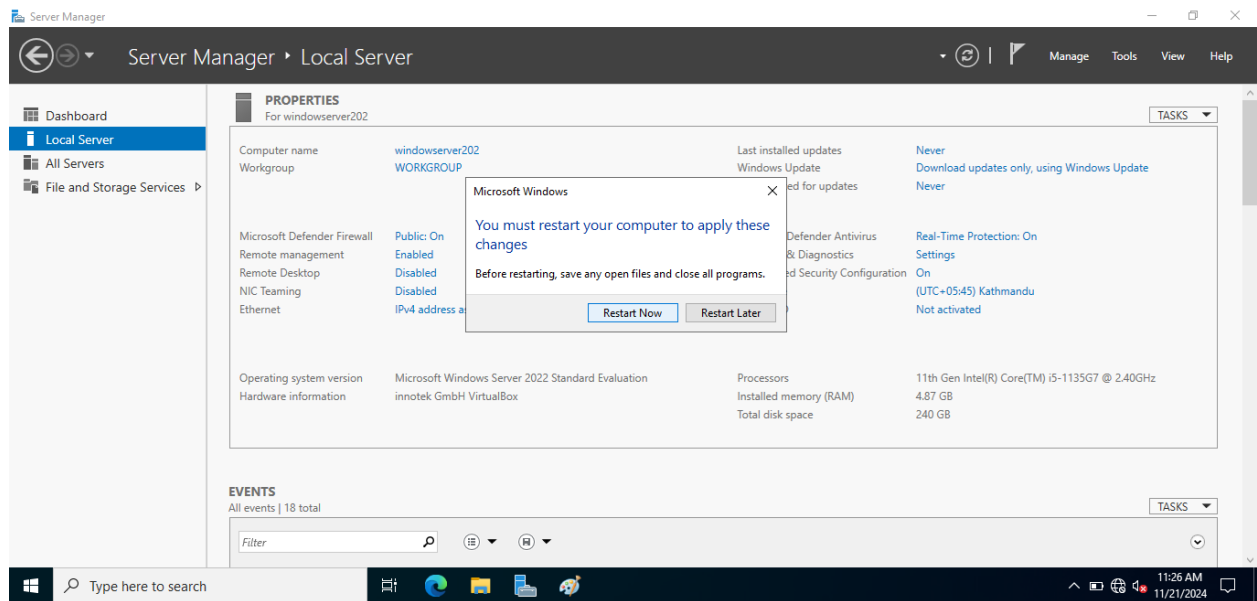 Server Manager
Server Manager ‣ Local Server
Manage Tools View Help
Dashboard
Local Server
All Servers
File and Storage Services
PROPERTIES
For windowserver202
TASKS
Computer name windowserver202
Workgroup WORKGROUP
Last installed updates Never
Windows Update Download updates only, using Windows Update
ed for updates Never
Microsoft Windows
You must restart your computer to apply these
changes
Before restarting, save any open files and close all programs.
Restart Now Restart Later
Microsoft Defender Firewall Public: On
Remote management Enabled
Remote Desktop Disabled
NIC Teaming Disabled
Ethernet IPv4 address as
Defender Antivirus Real-Time Protection: On
& Diagnostics Settings
ed Security Configuration On
(UTC+05:45) Kathmandu
Not activated
Operating system version Microsoft Windows Server 2022 Standard Evaluation
Hardware information innotek GmbH VirtualBox
Processors 11th Gen Intel(R) Core(TM) i5-1135G7 @ 2.40GHz
Installed memory (RAM) 4.87 GB
Total disk space 240 GB
EVENTS
All events | 18 total
TASKS
Filter
Type here to search
11:26 AM
11/21/2024